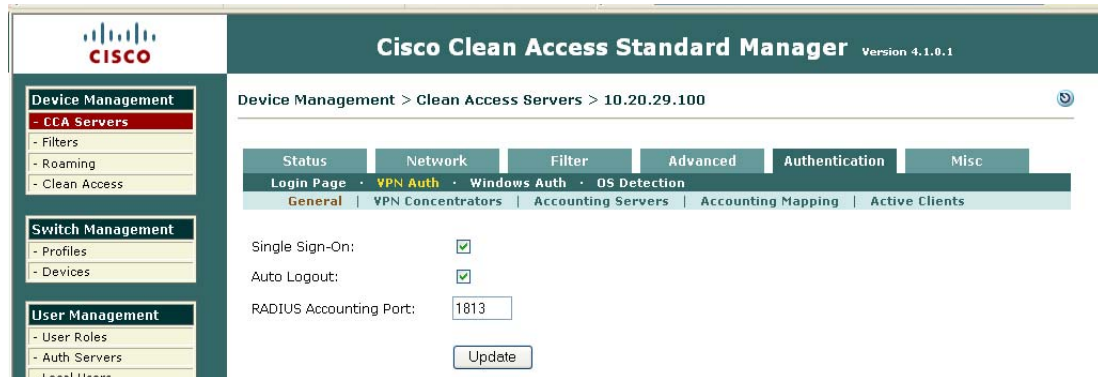 CISCO
Cisco Clean Access Standard Manager Version 4.1.0.1
Device Management
- CCA Servers
- Filters
- Roaming
- Clean Access
Switch Management
- Profiles
- Devices
User Management
- User Roles
- Auth Servers
- Local Users
Device Management > Clean Access Servers > 10.20.29.100
Status Network Filter Advanced Authentication Misc
Login Page · VPN Auth · Windows Auth · OS Detection
General | VPN Concentrators | Accounting Servers | Accounting Mapping | Active Clients
Single Sign-On:
Auto Logout:
RADIUS Accounting Port: 1813
Update